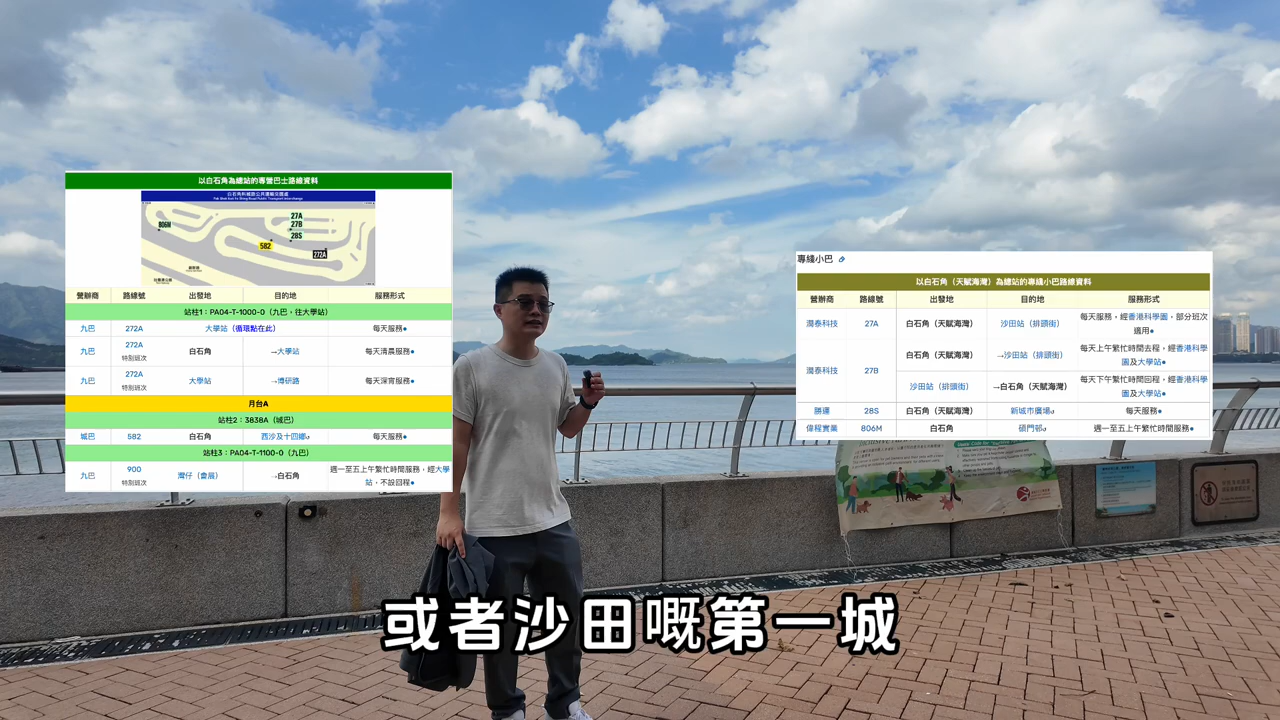 以白石角為總站的專營巴士路線資料
806M
27A
27B
28S
582
272A
營辦商 路線號 出發地 目的地 服務形式
站柱1：PA04-T-1000-0（九巴，往大學站）
九巴 272A 大學站（循環點在此） 每天服務●
九巴 272A 特別班次 白石角 →大學站 每天清晨服務●
九巴 272A 特別班次 大學站 →博研路 每天深宵服務●
月台A
站柱2：3838A（城巴）
城巴 582 白石角 西沙及十四鄉↺ 每天服務●
站柱3：PA04-T-1100-0（九巴）
九巴 900 特別班次 灣仔（會展） →白石角 週一至五上午繁忙時間服務，經大學站，不設回程●
專綫小巴
以白石角（天賦海灣）為總站的專綫小巴路線資料
營辦商 路線號 出發地 目的地 服務形式
潤泰科技 27A 白石角（天賦海灣） 沙田站（排頭街） 每天服務，經香港科學園，部分班次適用●
潤泰科技 27B 白石角（天賦海灣） →沙田站（排頭街） 每天上午繁忙時間去程，經香港科學園及大學站●
沙田站（排頭街） →白石角（天賦海灣） 每天下午繁忙時間回程，經香港科學園及大學站●
勝運 28S 白石角（天賦海灣） 新城市廣場↺ 每天服務●
偉程實業 806M 白石角 碩門邨↺ 週一至五上午繁忙時間服務●
或者沙田嘅第一城